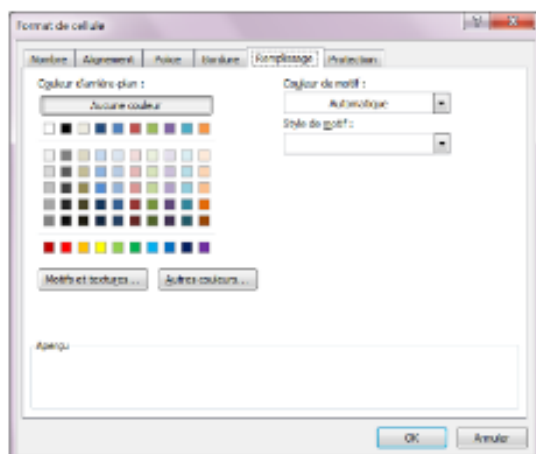 Format de cellule
Nombre Alignement Police Bordure Remplissage Protection
Couleur d'arrière-plan :
Aucune couleur
Motifs et textures... Autres couleurs...
Couleur de motif :
Automatique
Style de motif :
Aperçu
OK Annuler